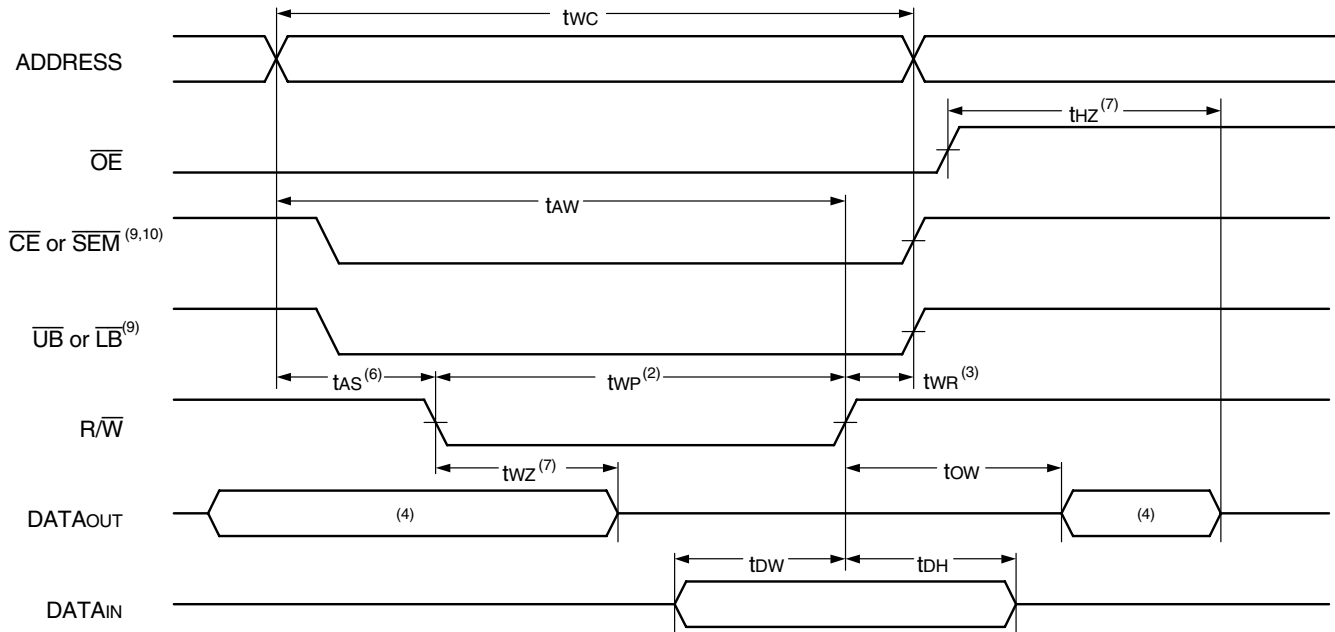 tWC
ADDRESS
tHZ(7)
OE
tAW
CE or SEM (9,10)
UB or LB(9)
tAS(6) tWP(2) tWR(3)
R/W
tWZ(7) tOW
DATAOUT (4) (4)
tDW tDH
DATAIN